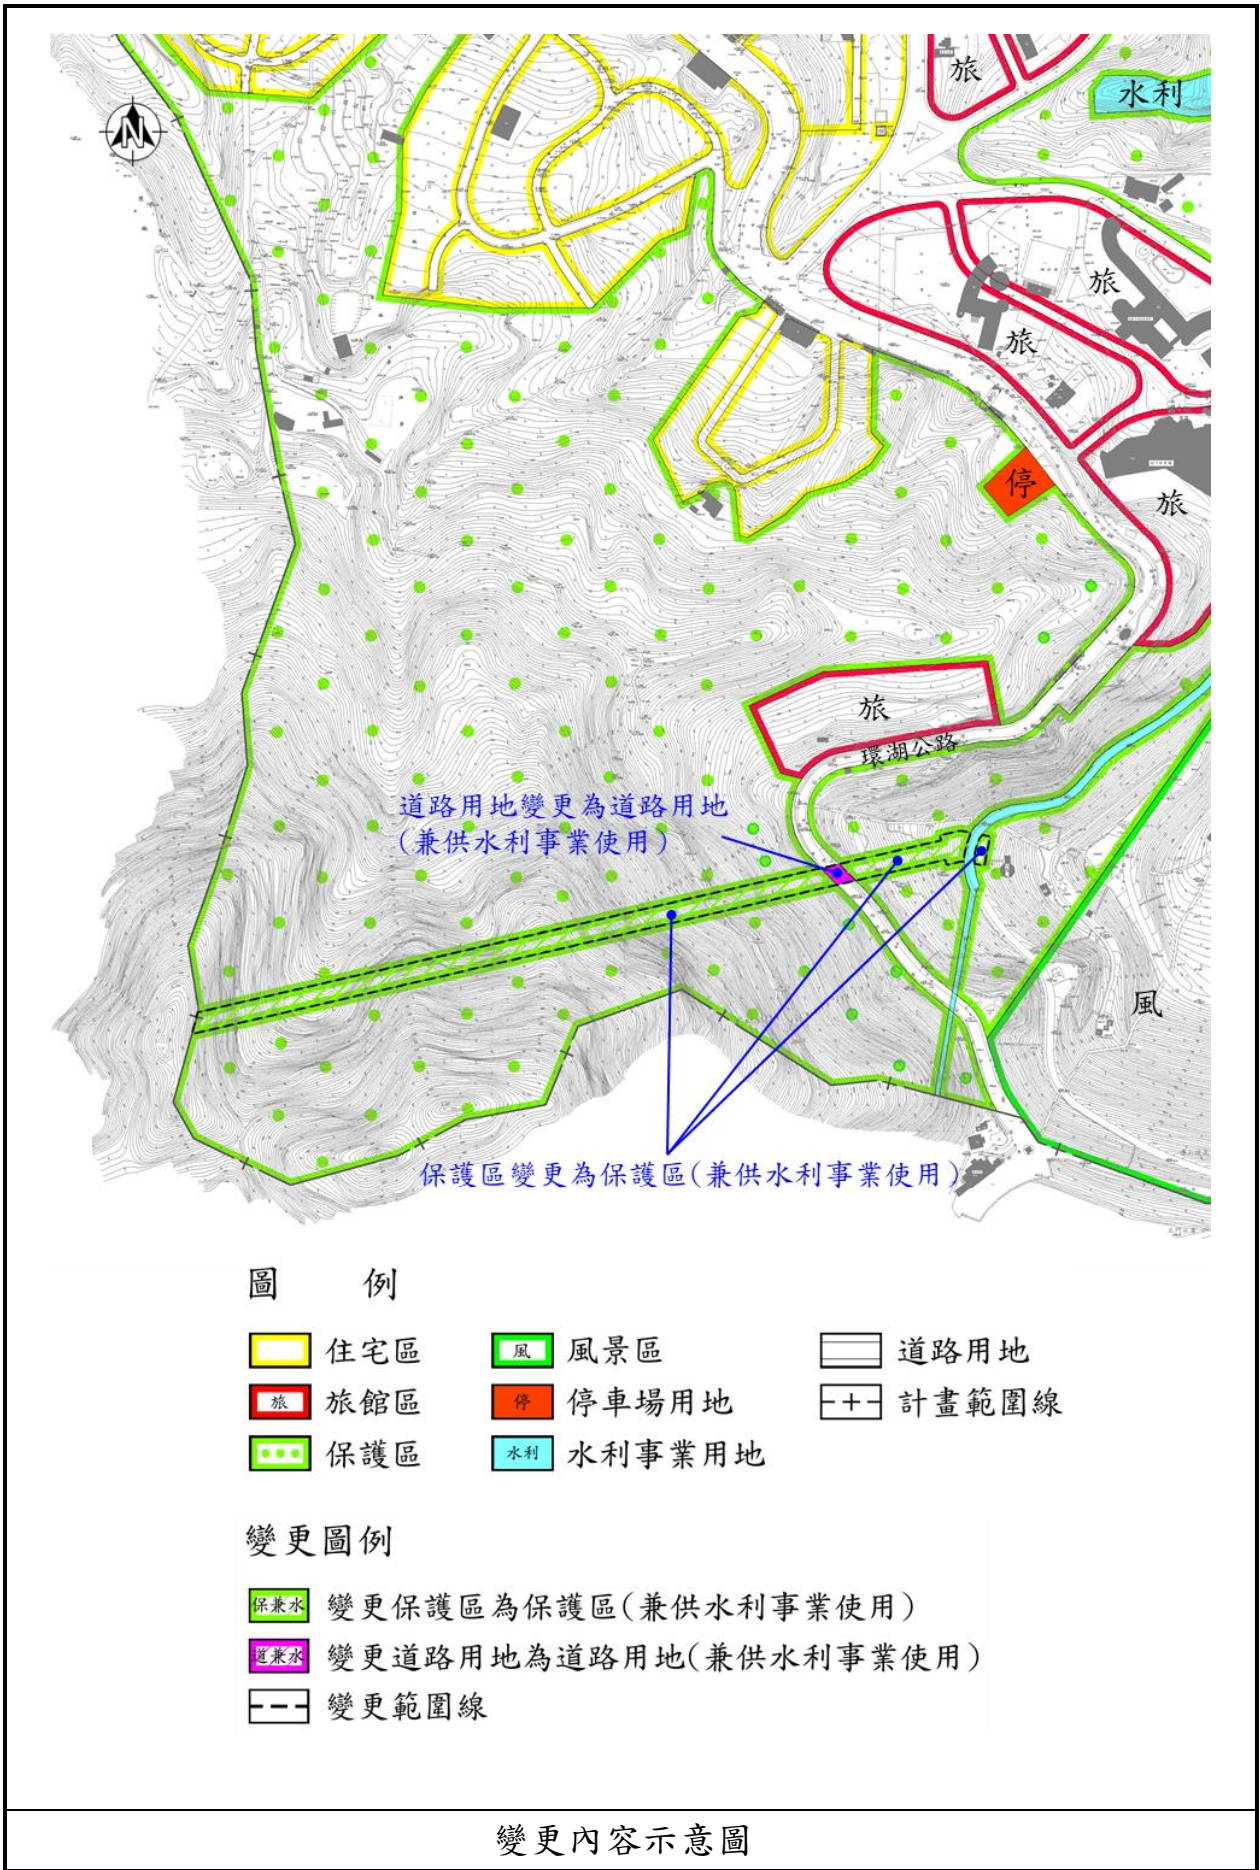 旅
水利
N
旅
旅
停
旅
旅
環湖公路
道路用地變更為道路用地
(兼供水利事業使用)
風
保護區變更為保護區(兼供水利事業使用)
圖 例
住宅區
風 風景區
道路用地
旅 旅館區
停 停車場用地
計畫範圍線
保護區
水利 水利事業用地
變更圖例
保兼水 變更保護區為保護區(兼供水利事業使用)
道兼水 變更道路用地為道路用地(兼供水利事業使用)
變更範圍線
變更內容示意圖